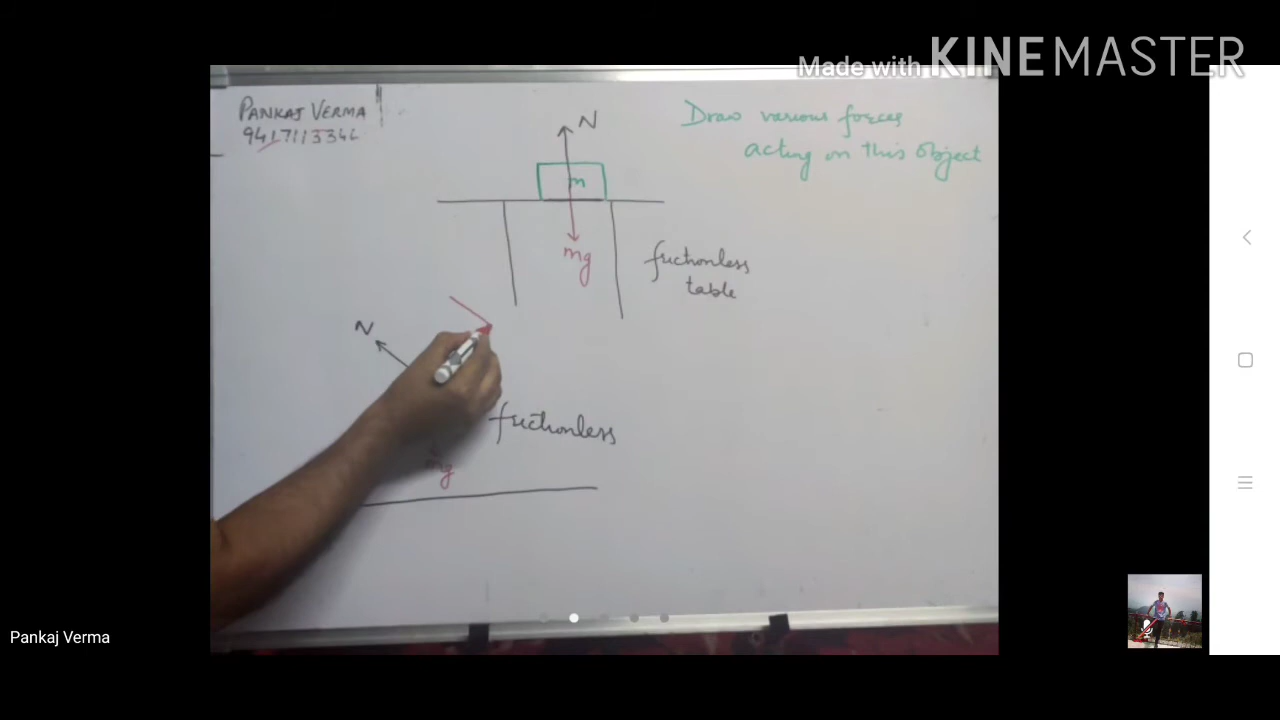 Made with KINEMASTER
PANKAJ VERMA
N
Draw various forces
acting on this object
m
mg
frictionless
table
N
frictionless
mg
Pankaj Verma